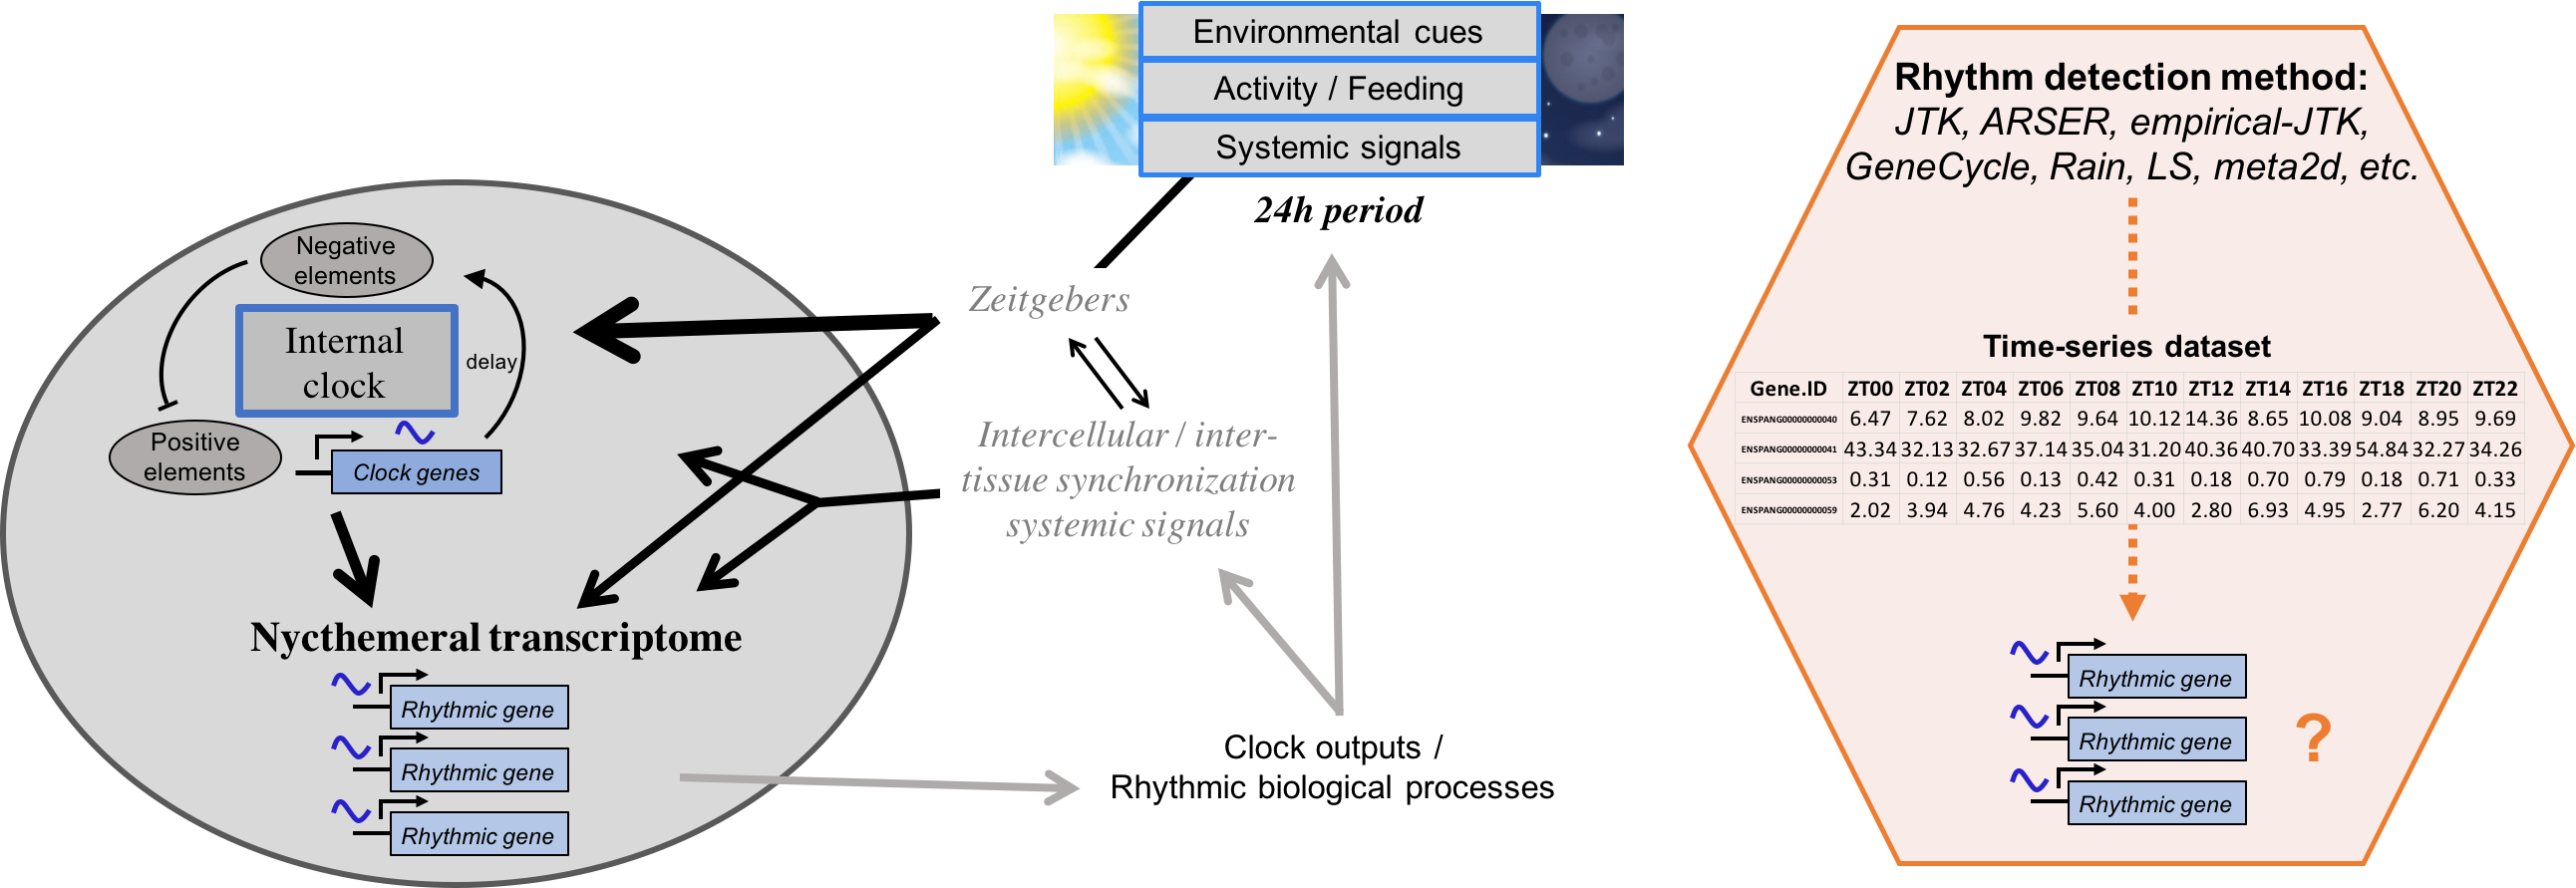 Environmental cues
Activity / Feeding
Systemic signals
24h period
Negative
elements
Internal
clock
delay
Positive
elements
Clock genes
Zeitgebers
Intercellular / inter-
tissue synchronization
systemic signals
Nycthemeral transcriptome
Rhythmic gene
Rhythmic gene
Rhythmic gene
Clock outputs /
Rhythmic biological processes
Rhythm detection method:
JTK, ARSER, empirical-JTK,
GeneCycle, Rain, LS, meta2d, etc.
Time-series dataset
Gene.ID ZT00 ZT02 ZT04 ZT06 ZT08 ZT10 ZT12 ZT14 ZT16 ZT18 ZT20 ZT22
ENSPANG00000000040 6.47 7.62 8.02 9.82 9.64 10.12 14.36 8.65 10.08 9.04 8.95 9.69
ENSPANG00000000041 43.34 32.13 32.67 37.14 35.04 31.20 40.36 40.70 33.39 54.84 32.27 34.26
ENSPANG00000000053 0.31 0.12 0.56 0.13 0.42 0.31 0.18 0.70 0.79 0.18 0.71 0.33
ENSPANG00000000059 2.02 3.94 4.76 4.23 5.60 4.00 2.80 6.93 4.95 2.77 6.20 4.15
Rhythmic gene
Rhythmic gene
?
Rhythmic gene